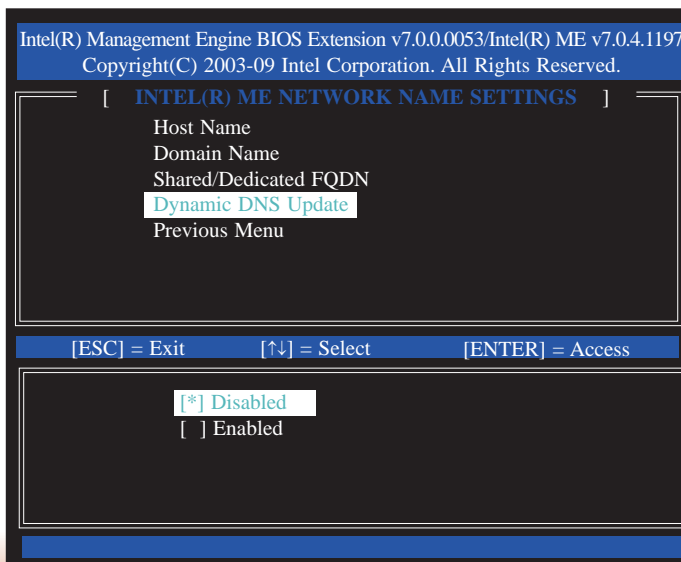 Intel(R) Management Engine BIOS Extension v7.0.0.0053/Intel(R) ME v7.0.4.1197
Copyright(C) 2003-09 Intel Corporation. All Rights Reserved.
[ INTEL(R) ME NETWORK NAME SETTINGS ]
Host Name
Domain Name
Shared/Dedicated FQDN
Dynamic DNS Update
Previous Menu
[ESC] = Exit [↑↓] = Select [ENTER] = Access
[*] Disabled
[ ] Enabled